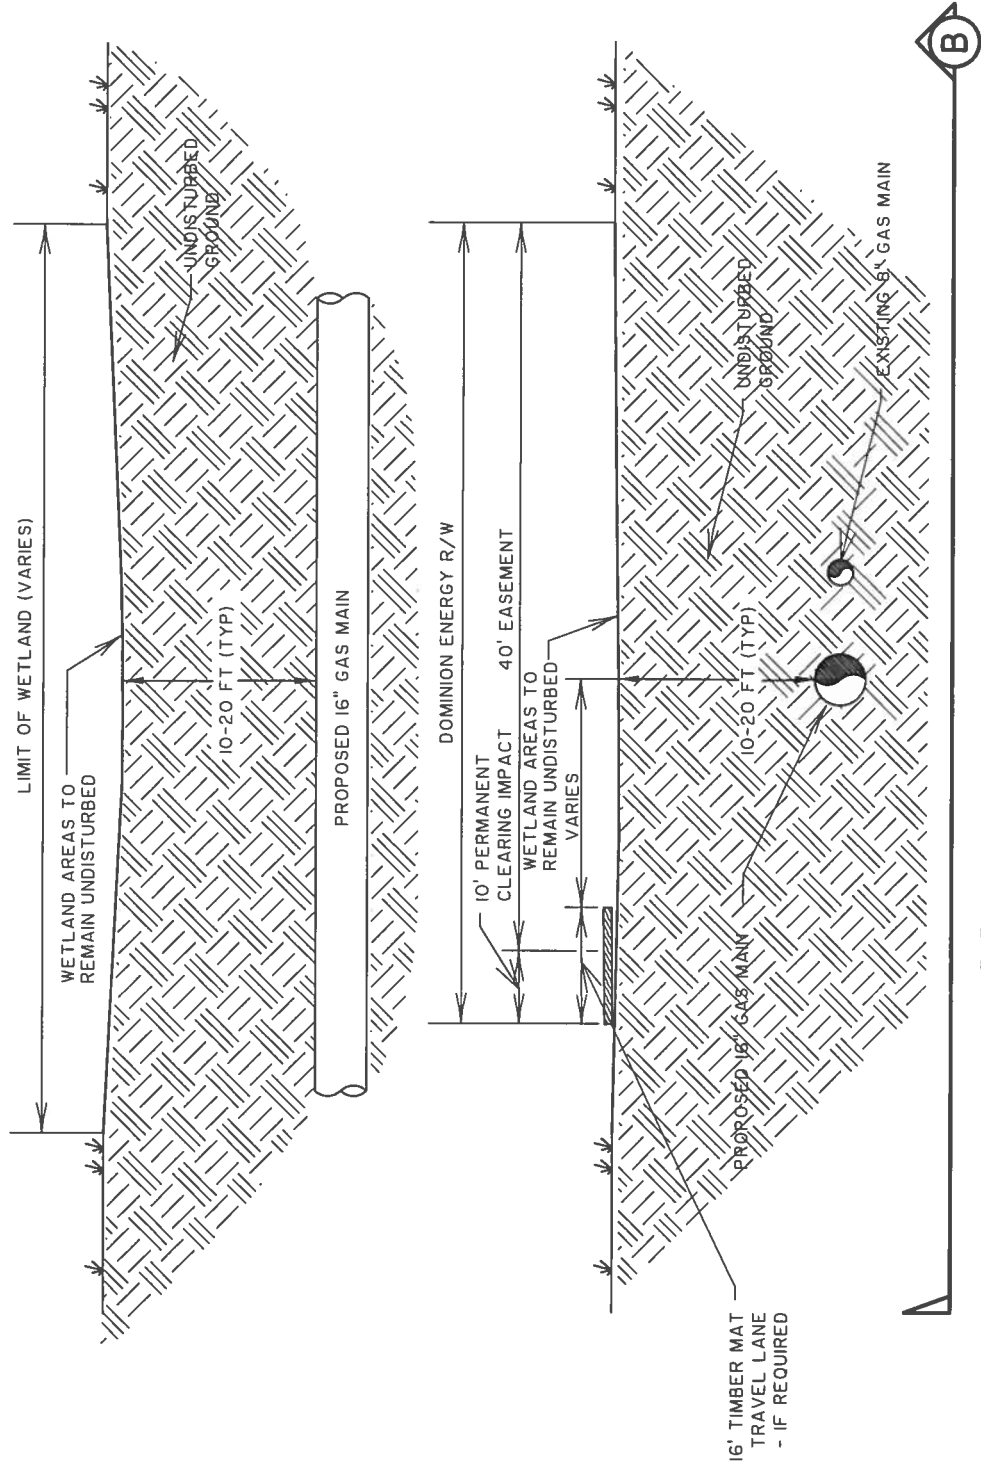 LIMIT OF WETLAND (VARIES)
WETLAND AREAS TO
REMAIN UNDISTURBED
UNDISTURBED
GROUND
10-20 FT (TYP)
PROPOSED 16" GAS MAIN
DOMINION ENERGY R/W
10' PERMANENT
CLEARING IMPACT
40' EASEMENT
WETLAND AREAS TO
REMAIN UNDISTURBED
VARIES
UNDISTURBED
GROUND
10-20 FT (TYP)
PROPOSED 16" GAS MAIN
EXISTING 8" GAS MAIN
16' TIMBER MAT
TRAVEL LANE
- IF REQUIRED
B